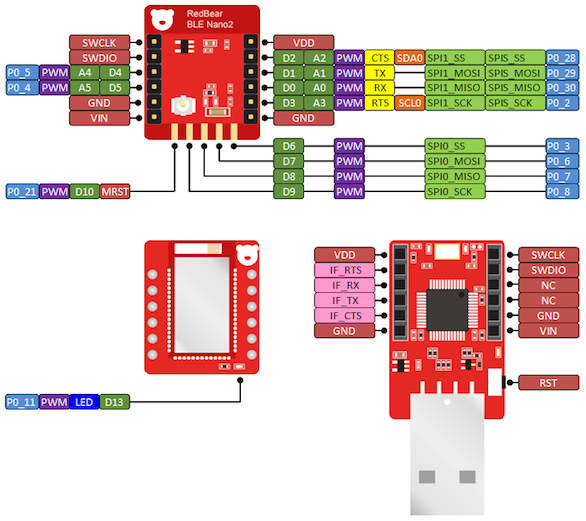 RedBear
BLE Nano2
SWCLK
VDD
SWDIO
D2 A2 PWM CTS SDA0 SPI1_SS SPIS_SS P0_28
P0_5 PWM A4 D4
D1 A1 PWM TX SPI1_MOSI SPIS_MOSI P0_29
P0_4 PWM A5 D5
D0 A0 PWM RX SPI1_MISO SPIS_MISO P0_30
GND
D3 A3 PWM RTS SCL0 SPI1_SCK SPIS_SCK P0_2
VIN
GND
D6 PWM SPI0_SS P0_3
D7 PWM SPI0_MOSI P0_6
D8 PWM SPI0_MISO P0_7
P0_21 PWM D10 MRST
D9 PWM SPI0_SCK P0_8
VDD
SWCLK
IF_RTS
SWDIO
IF_RX
NC
IF_TX
NC
IF_CTS
GND
GND
VIN
RST
P0_11 PWM LED D13